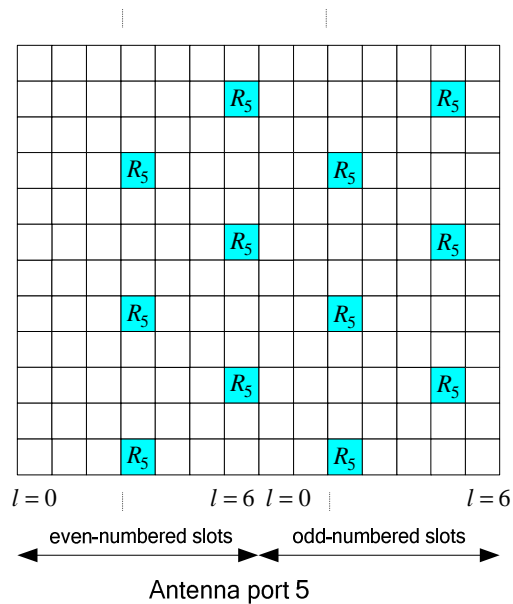 R5 R5
R5 R5
R5 R5
R5 R5
R5 R5
R5 R5
l = 0 l = 6 l = 0 l = 6
even-numbered slots odd-numbered slots
Antenna port 5